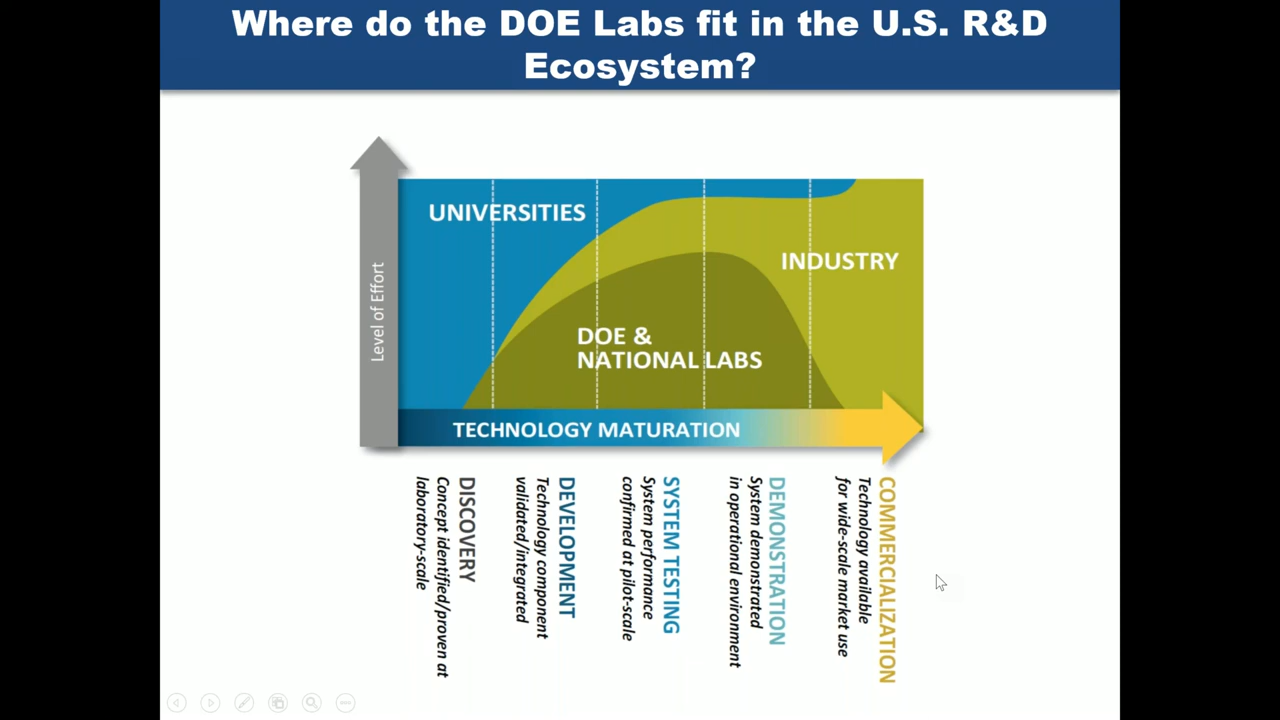 Where do the DOE Labs fit in the U.S. R&D
Ecosystem?
Level of Effort
UNIVERSITIES
INDUSTRY
DOE &
NATIONAL LABS
TECHNOLOGY MATURATION
DISCOVERY
Concept identified/proven at
laboratory-scale
DEVELOPMENT
Technology component
validated/integrated
SYSTEM TESTING
System performance
confirmed at pilot-scale
DEMONSTRATION
System demonstrated
in operational environment
COMMERCIALIZATION
Technology available
for wide-scale market use